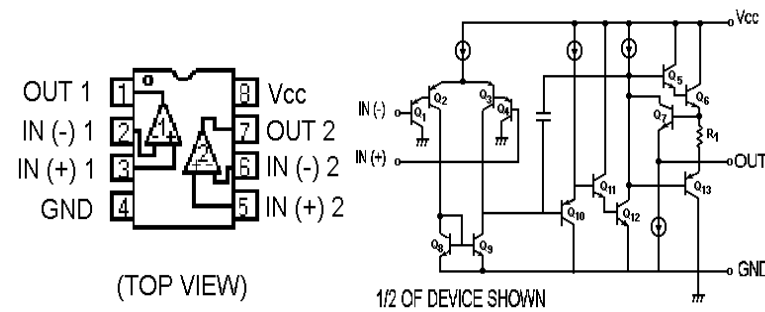 OUT 1
1
8
Vcc
IN (-) 1
2
1
7
OUT 2
IN (+) 1
3
2
6
IN (-) 2
GND
4
5
IN (+) 2
(TOP VIEW)
Vcc
Q5
Q2
Q3
Q6
IN (-)
Q1
Q4
Q7
R1
IN (+)
OUT
Q11
Q13
Q10
Q12
Q8
Q9
GND
1/2 OF DEVICE SHOWN